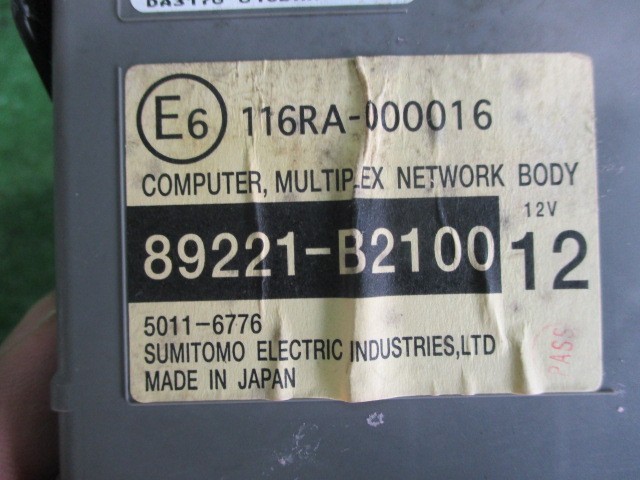 E6 116RA-000016
COMPUTER, MULTIPLEX NETWORK BODY
89221-B2100
12V
12
5011-6776
SUMITOMO ELECTRIC INDUSTRIES,LTD
MADE IN JAPAN
PASS